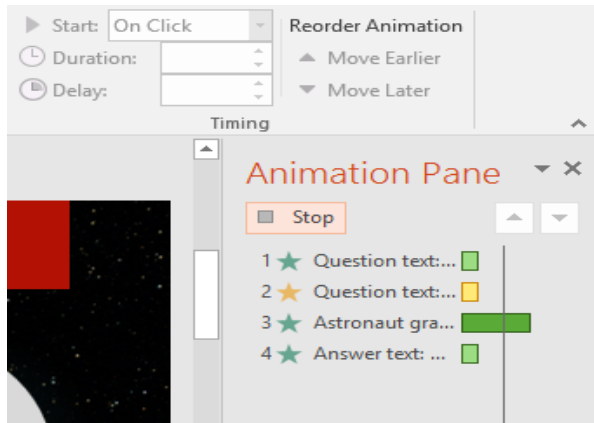 Start: On Click Reorder Animation
Duration: Move Earlier
Delay: Move Later
Timing
Animation Pane
Stop
1 Question text:...
2 Question text:...
3 Astronaut gra...
4 Answer text: ...